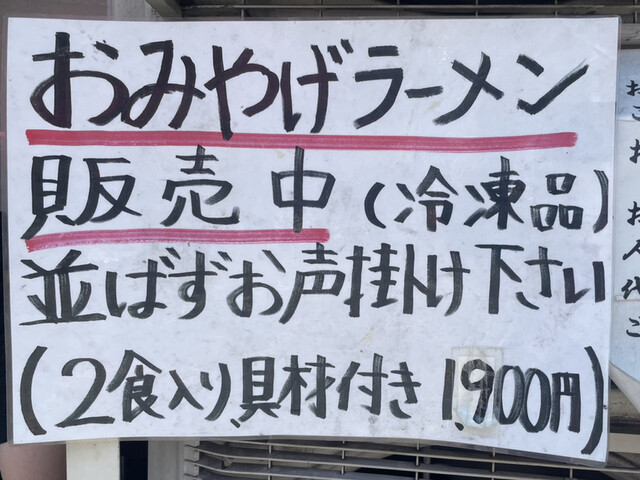 おみやげラーメン
販売中(冷凍品)
並ばずお声掛け下さい
(2食入り､具材付き 1,900円)